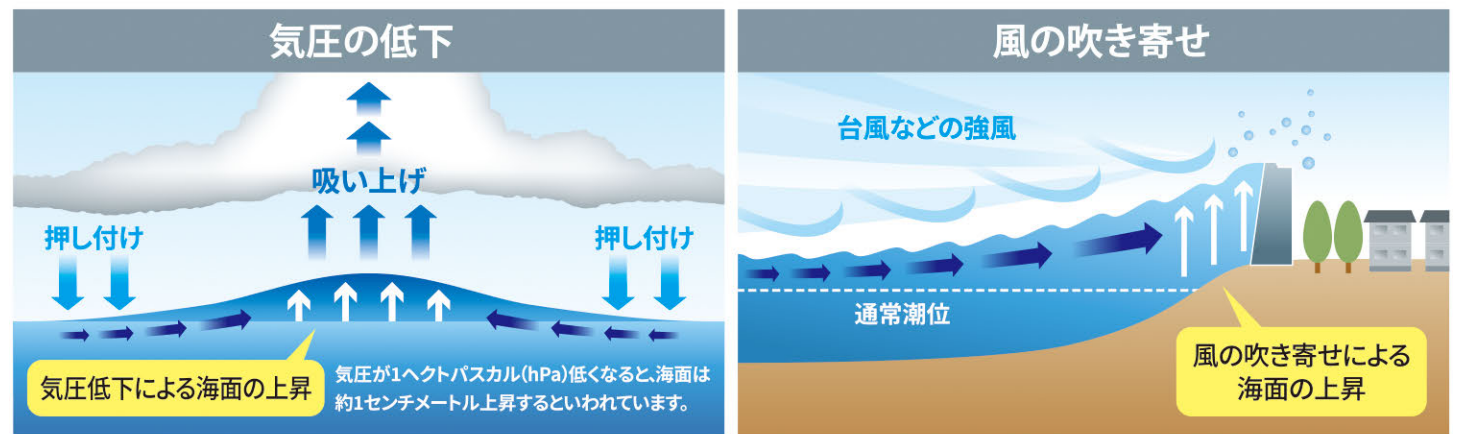 気圧の低下
吸い上げ
押し付け
押し付け
気圧低下による海面の上昇
気圧が1ヘクトパスカル(hPa)低くなると、海面は
約1センチメートル上昇するといわれています。
風の吹き寄せ
台風などの強風
通常潮位
風の吹き寄せによる
海面の上昇